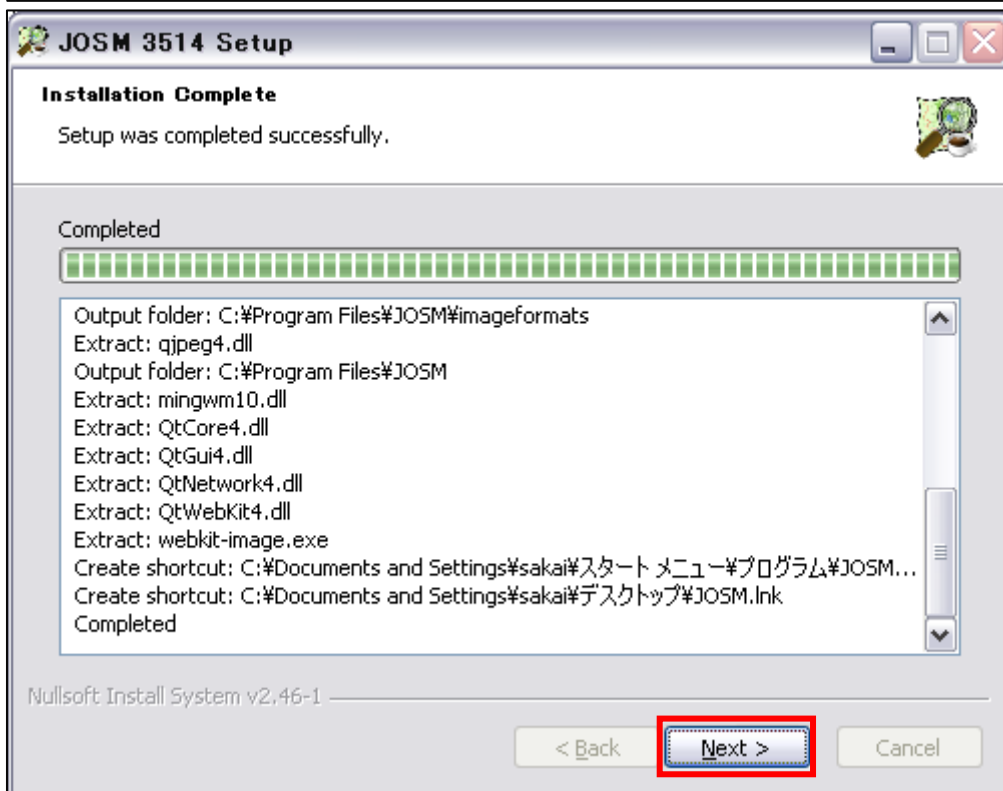 JOSM 3514 Setup
Installation Complete
Setup was completed successfully.
Completed
Output folder: C:¥Program Files¥JOSM¥imageformats
Extract: qjpeg4.dll
Output folder: C:¥Program Files¥JOSM
Extract: mingwm10.dll
Extract: QtCore4.dll
Extract: QtGui4.dll
Extract: QtNetwork4.dll
Extract: QtWebKit4.dll
Extract: webkit-image.exe
Create shortcut: C:¥Documents and Settings¥sakai¥スタート メニュー¥プログラム¥JOSM...
Create shortcut: C:¥Documents and Settings¥sakai¥デスクトップ¥JOSM.lnk
Completed
Nullsoft Install System v2.46-1
< Back Next > Cancel